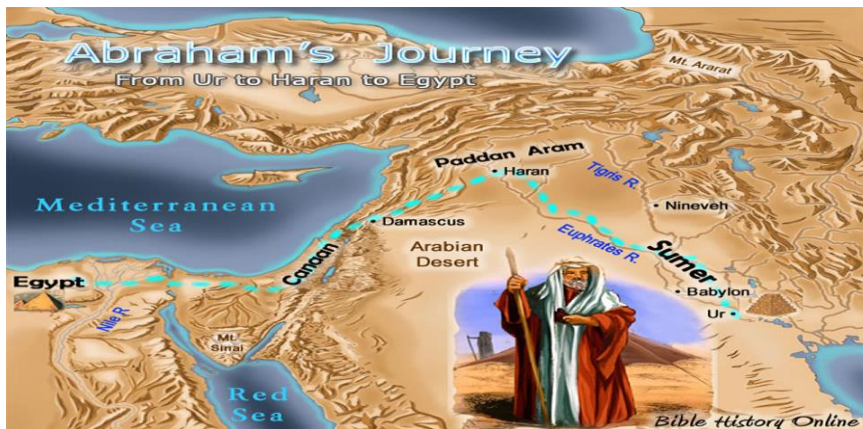 Abraham's Journey
From Ur to Haran to Egypt
Mt. Ararat
Paddan Aram
Haran
Tigris R.
Nineveh
Mediterranean
Sea
Damascus
Euphrates R.
Sumer
Arabian
Desert
Canaan
Egypt
Babylon
Ur
Nile R
Mt.
Sinai
Red
Sea
Bible History Online